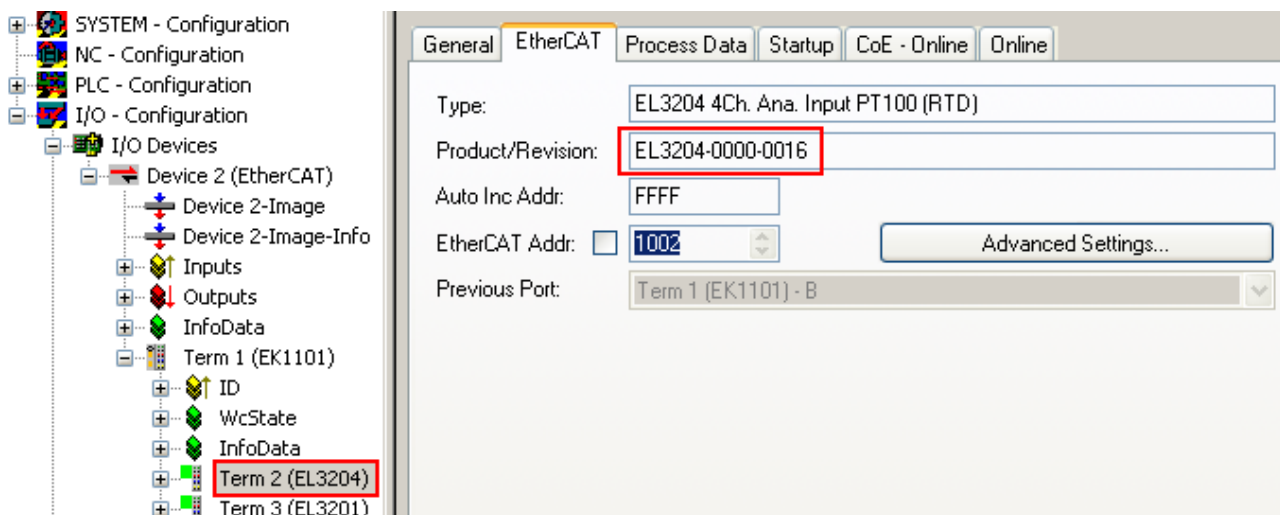 SYSTEM - Configuration
NC - Configuration
PLC - Configuration
I/O - Configuration
I/O Devices
Device 2 (EtherCAT)
Device 2-Image
Device 2-Image-Info
Inputs
Outputs
InfoData
Term 1 (EK1101)
ID
WcState
InfoData
Term 2 (EL3204)
Term 3 (EL3201)
General EtherCAT Process Data Startup CoE - Online Online
Type: EL3204 4Ch. Ana. Input PT100 (RTD)
Product/Revision: EL3204-0000-0016
Auto Inc Addr: FFFF
EtherCAT Addr: 1002 Advanced Settings...
Previous Port: Term 1 (EK1101) - B